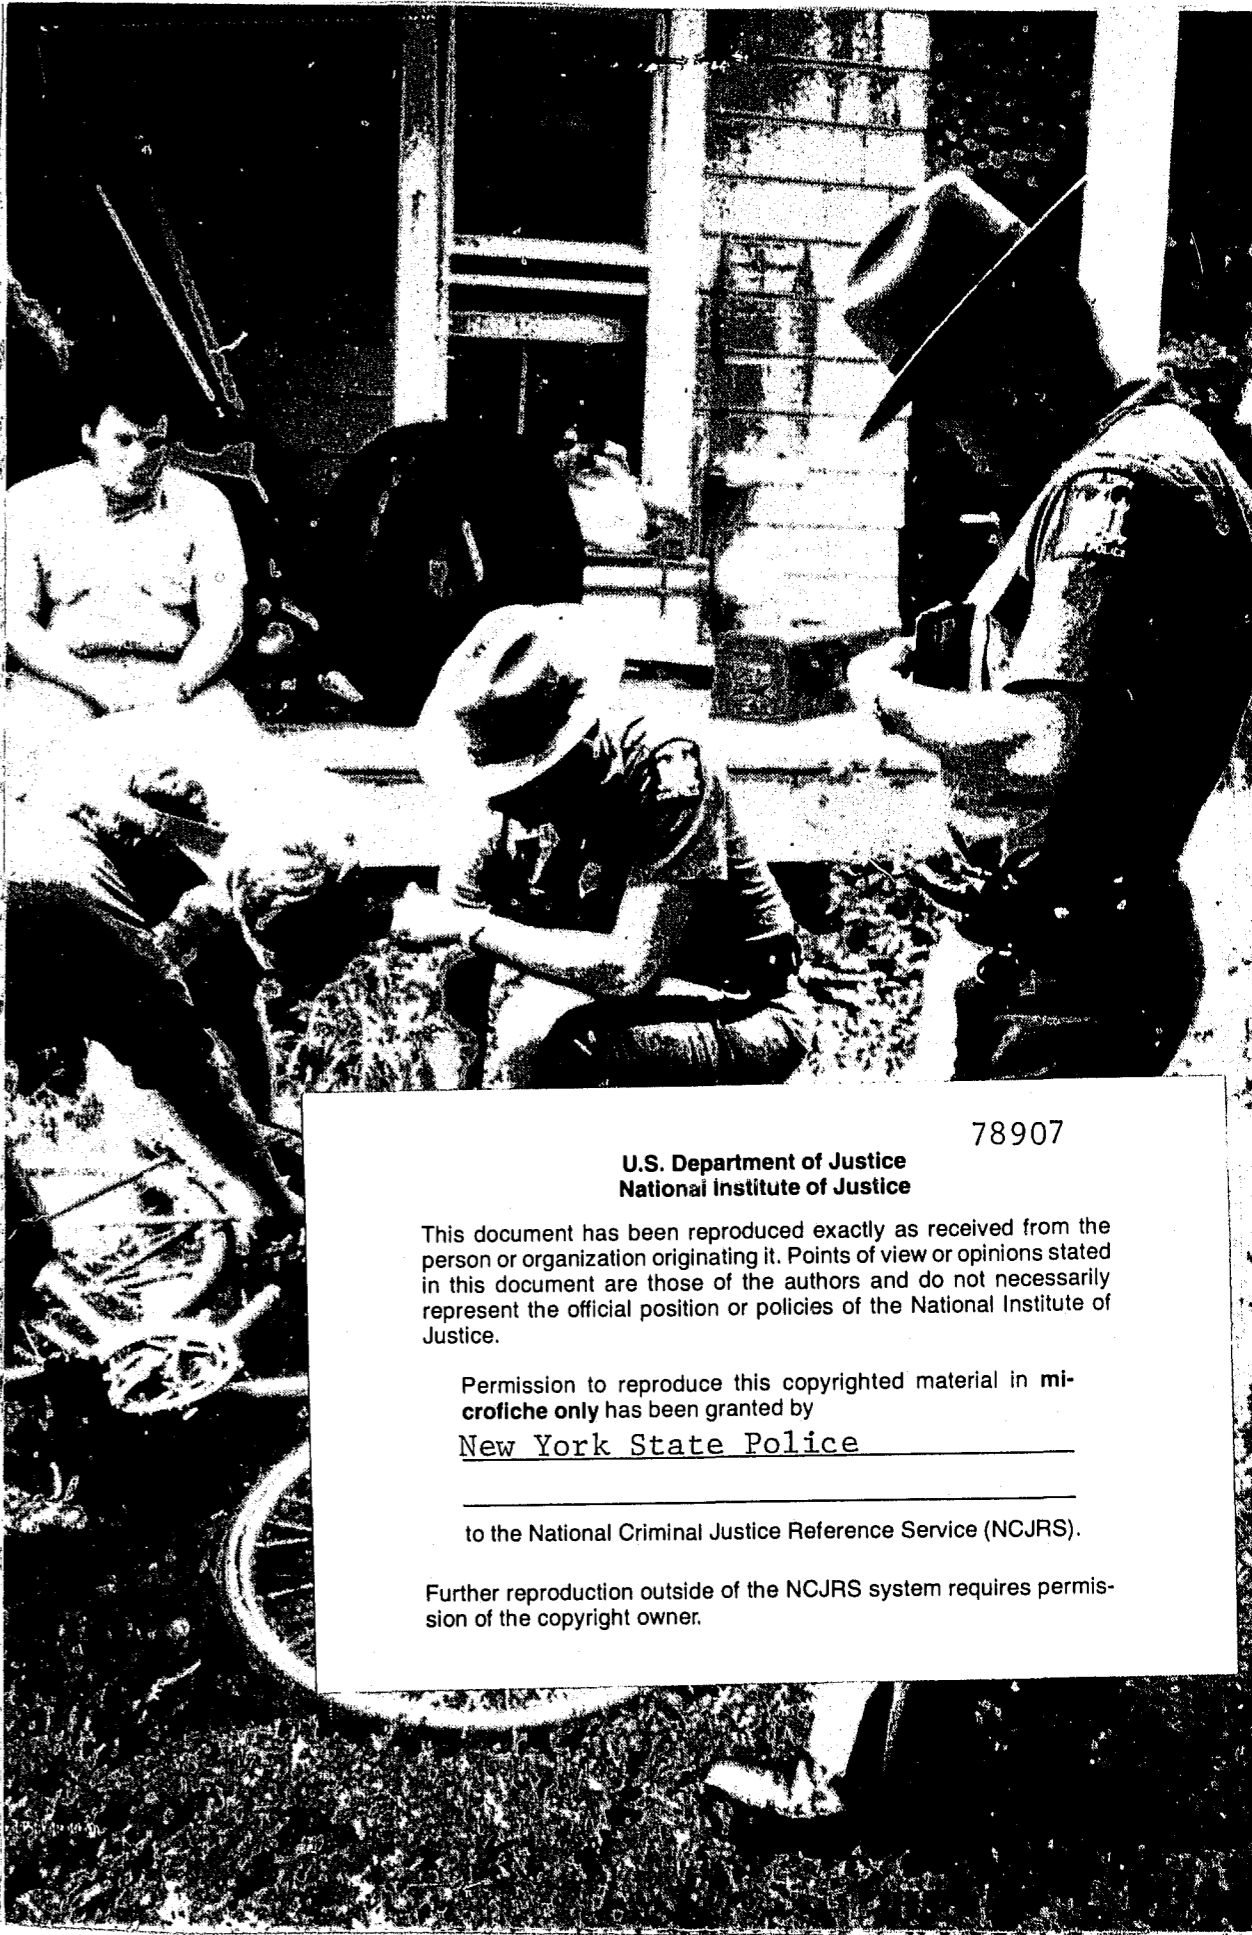 POLICE
78907
U.S. Department of Justice
National Institute of Justice
This document has been reproduced exactly as received from the
person or organization originating it. Points of view or opinions stated
in this document are those of the authors and do not necessarily
represent the official position or policies of the National Institute of
Justice.
Permission to reproduce this copyrighted material in mi-
crofiche only has been granted by
New York State Police
to the National Criminal Justice Reference Service (NCJRS).
Further reproduction outside of the NCJRS system requires permis-
sion of the copyright owner.